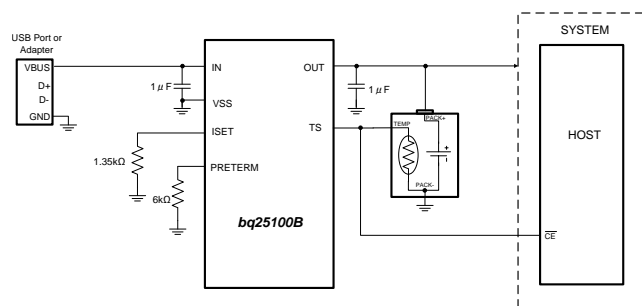 SYSTEM
USB Port or
Adapter
VBUS
D+
D-
GND
IN
OUT
1 μF
1 μF
VSS
ISET
TS
TEMP
PACK+
+
-
PACK-
HOST
1.35kΩ
PRETERM
6kΩ
bq25100B
CE